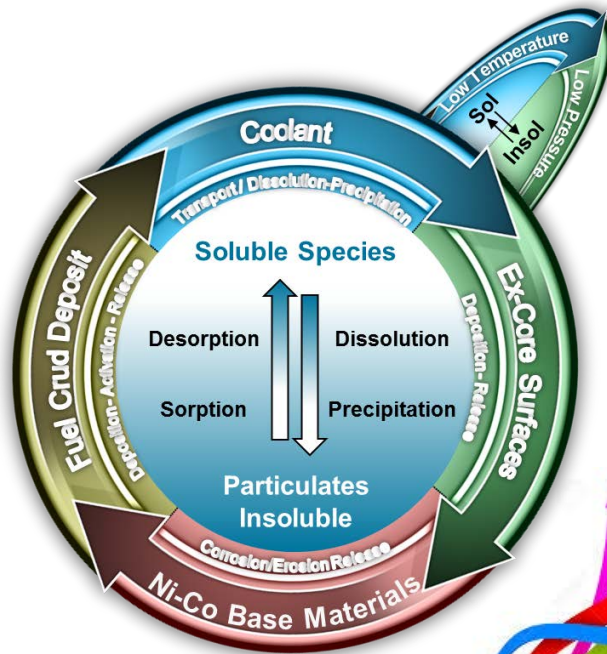 Low Temperature
Low Pressure
Sol
Insol
Coolant
Transport / Dissolution-Precipitation
Ex-Core Surfaces
Deposition - Release
Ni-Co Base Materials
Corrosion/Erosion Release
Fuel Crud Deposit
Deposition - Activation - Release
Soluble Species
Desorption
Dissolution
Sorption
Precipitation
Particulates
Insoluble